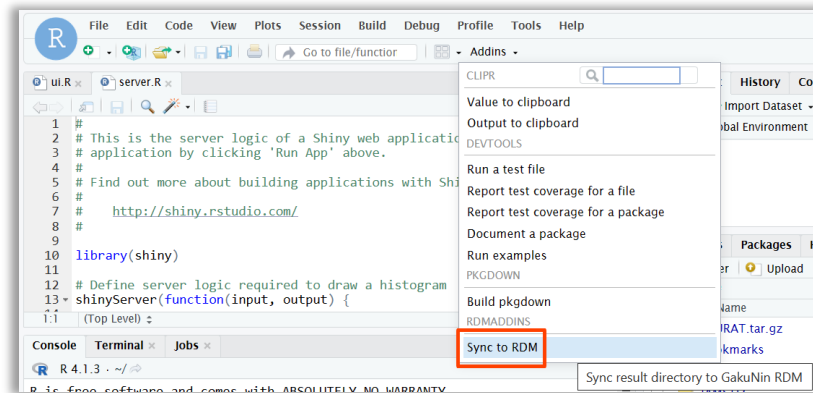 File Edit Code View Plots Session Build Debug Profile Tools Help
R
Go to file/function
Addins
ui.R
server.R
1 #
2 # This is the server logic of a Shiny web applicatio
3 # application by clicking 'Run App' above.
4 #
5 # Find out more about building applications with Shi
6 #
7 # http://shiny.rstudio.com/
8 #
9
10 library(shiny)
11
12 # Define server logic required to draw a histogram
13 shinyServer(function(input, output) {
1:1 (Top Level)
Console Terminal Jobs
R 4.1.3 · ~/
R is free software and comes with ABSOLUTELY NO WARRANTY
CLIPR
Value to clipboard
Output to clipboard
DEVTOOLS
Run a test file
Report test coverage for a file
Report test coverage for a package
Document a package
Run examples
PKGDOWN
Build pkgdown
RDMADDINS
Sync to RDM
Sync result directory to GakuNin RDM
History Co
Import Dataset
bal Environment
Packages H
er Upload
Name
RAT.tar.gz
kmarks